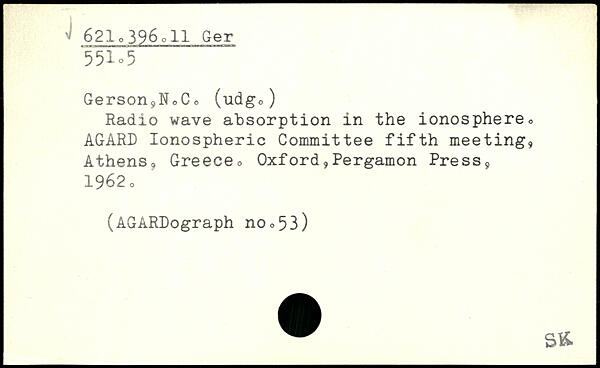 621.396.11 Ger
551.5
Gerson,N.C. (udg.)
Radio wave absorption in the ionosphere.
AGARD Ionospheric Committee fifth meeting,
Athens, Greece. Oxford,Pergamon Press,
1962.
(AGARDograph no.53)
SK